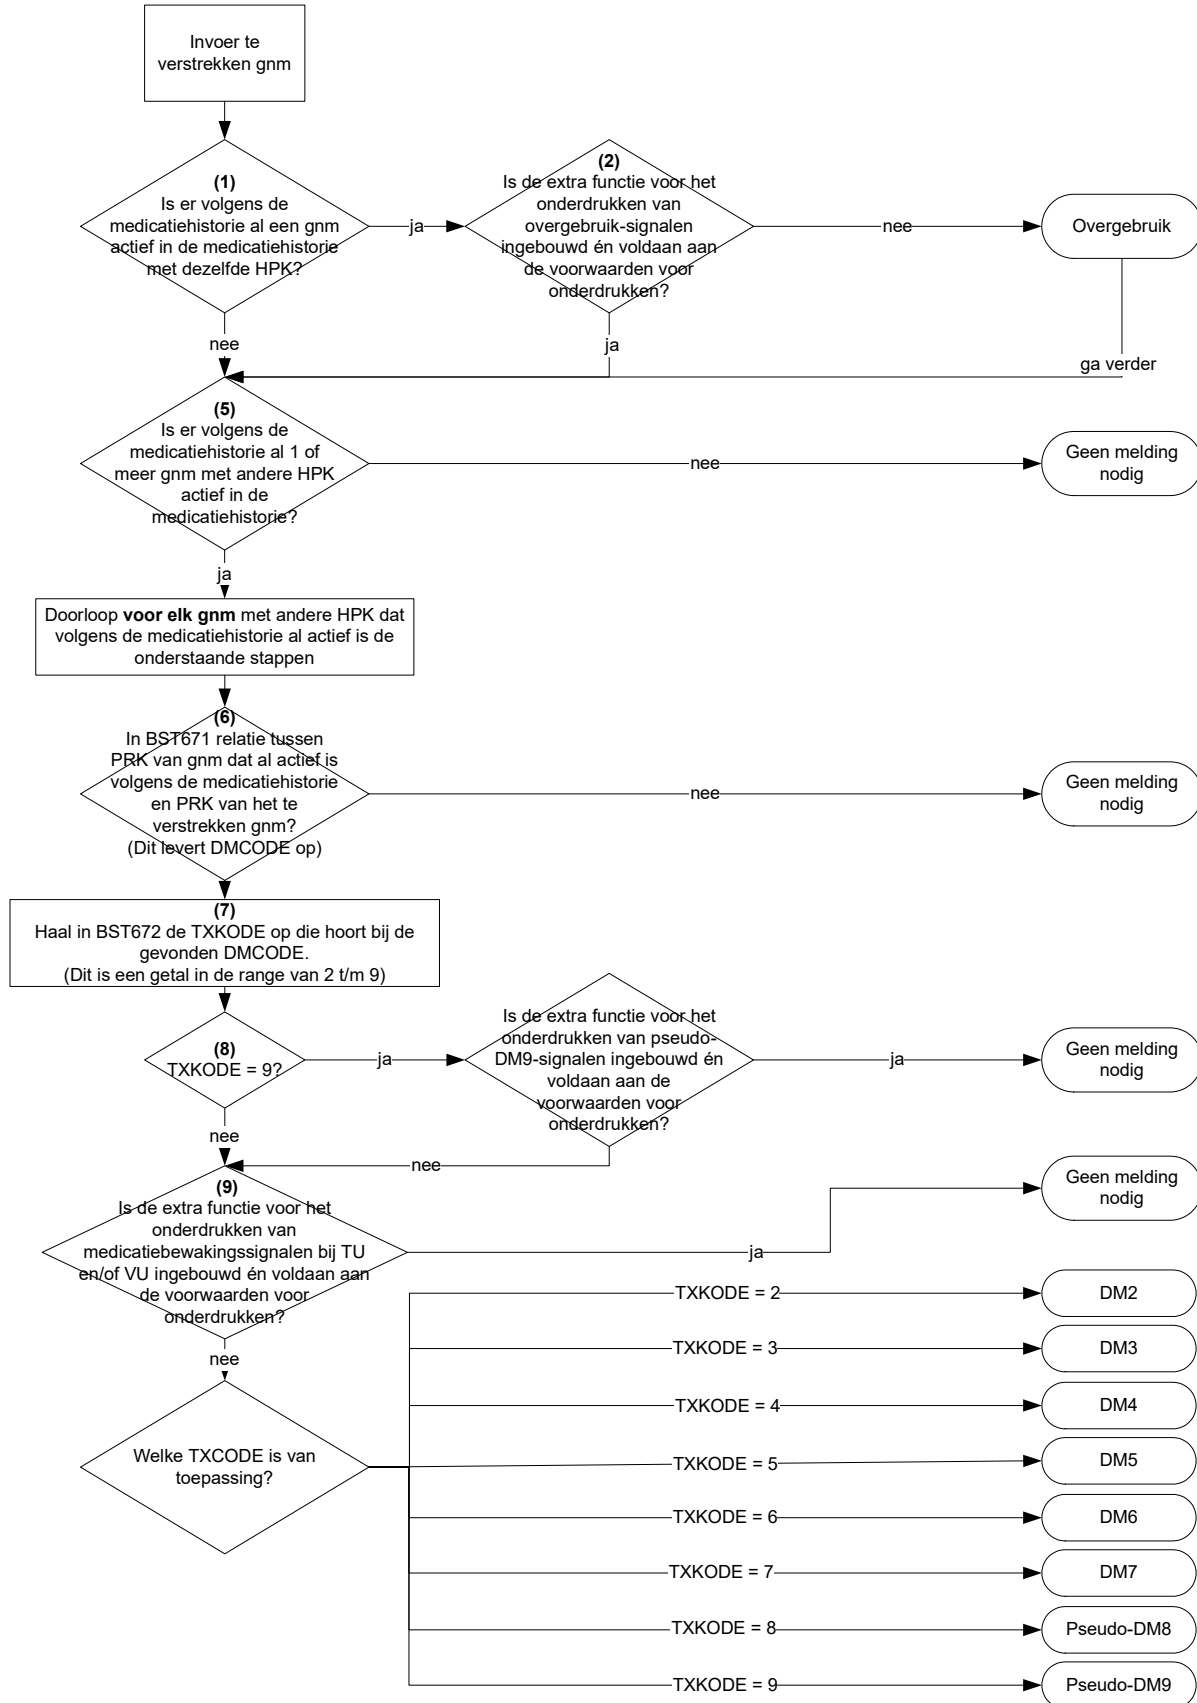 Invoer te
verstrekken gnm
(1)
Is er volgens de
medicatiehistorie al een gnm
actief in de medicatiehistorie
met dezelfde HPK?
ja
(2)
Is de extra functie voor het
onderdrukken van
overgebruik-signalen
ingebouwd én voldaan aan
de voorwaarden voor
onderdrukken?
nee
Overgebruik
nee
ja
ga verder
(5)
Is er volgens de
medicatiehistorie al 1 of
meer gnm met andere HPK
actief in de
medicatiehistorie?
nee
Geen melding
nodig
ja
Doorloop voor elk gnm met andere HPK dat
volgens de medicatiehistorie al actief is de
onderstaande stappen
(6)
In BST671 relatie tussen
PRK van gnm dat al actief is
volgens de medicatiehistorie
en PRK van het te
verstrekken gnm?
(Dit levert DMCODE op)
nee
Geen melding
nodig
(7)
Haal in BST672 de TXKODE op die hoort bij de
gevonden DMCODE.
(Dit is een getal in de range van 2 t/m 9)
(8)
TXKODE = 9?
ja
Is de extra functie voor het
onderdrukken van pseudo-
DM9-signalen ingebouwd én
voldaan aan de
voorwaarden voor
onderdrukken?
ja
Geen melding
nodig
nee
nee
(9)
Is de extra functie voor het
onderdrukken van
medicatiebewakingssignalen bij TU
en/of VU ingebouwd én voldaan aan
de voorwaarden voor
onderdrukken?
ja
Geen melding
nodig
nee
Welke TXCODE is van
toepassing?
TXKODE = 2
DM2
TXKODE = 3
DM3
TXKODE = 4
DM4
TXKODE = 5
DM5
TXKODE = 6
DM6
TXKODE = 7
DM7
TXKODE = 8
Pseudo-DM8
TXKODE = 9
Pseudo-DM9